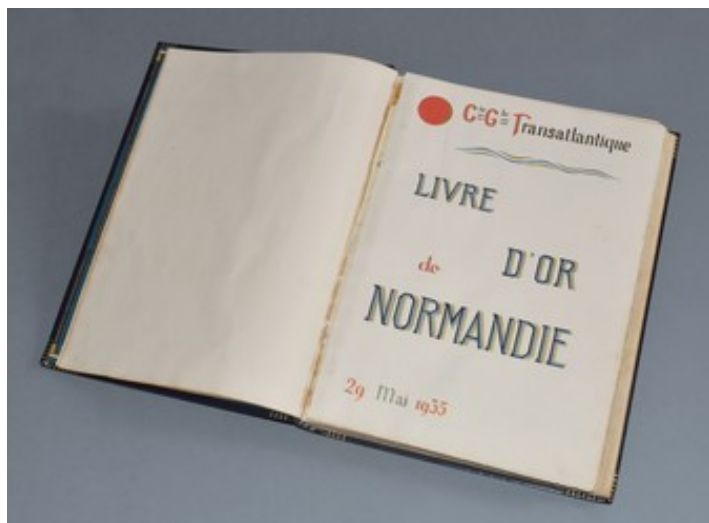 Cie Gle Transatlantique
LIVRE
D'OR
de
NORMANDIE
29 Mai 1935